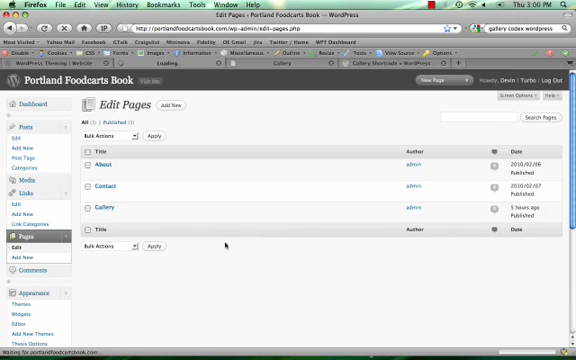 Firefox File Edit View History Bookmarks Tools Window Help Thu 3:00 PM
Edit Pages ‹ Portland Foodcarts Book — WordPress
http://portlandfoodcartsbook.com/wp-admin/edit-pages.php
gallery codex wordpress
Most Visited Yahoo Mail Facebook GTalk Craigslist Mimobot Twitter OE Gmail Jira Twitter WPT Dashboard
Disable Cookies CSS Forms Images Information Miscellaneous Outline Resize Tools View Source Options
WordPress Theming | Website Loading... Gallery Gallery Shortcode « WordPress ...
Portland Foodcarts Book Visit Site
New Page
Howdy, Devin | Turbo | Log Out
Screen Options Help
Dashboard
Posts
Edit
Add New
Post Tags
Categories
Media
Links
Edit
Add New
Link Categories
Pages
Edit
Add New
Comments
Appearance
Themes
Widgets
Editor
Add New Themes
Thesis Options
Edit Pages Add New
All (3) | Published (3)
Search Pages
Bulk Actions Apply
Title Author Date
About admin 2010/02/06
Published
Contact admin 2010/02/07
Published
Gallery admin 5 hours ago
Published
Title Author Date
Bulk Actions Apply
Waiting for portlandfoodcartsbook.com...